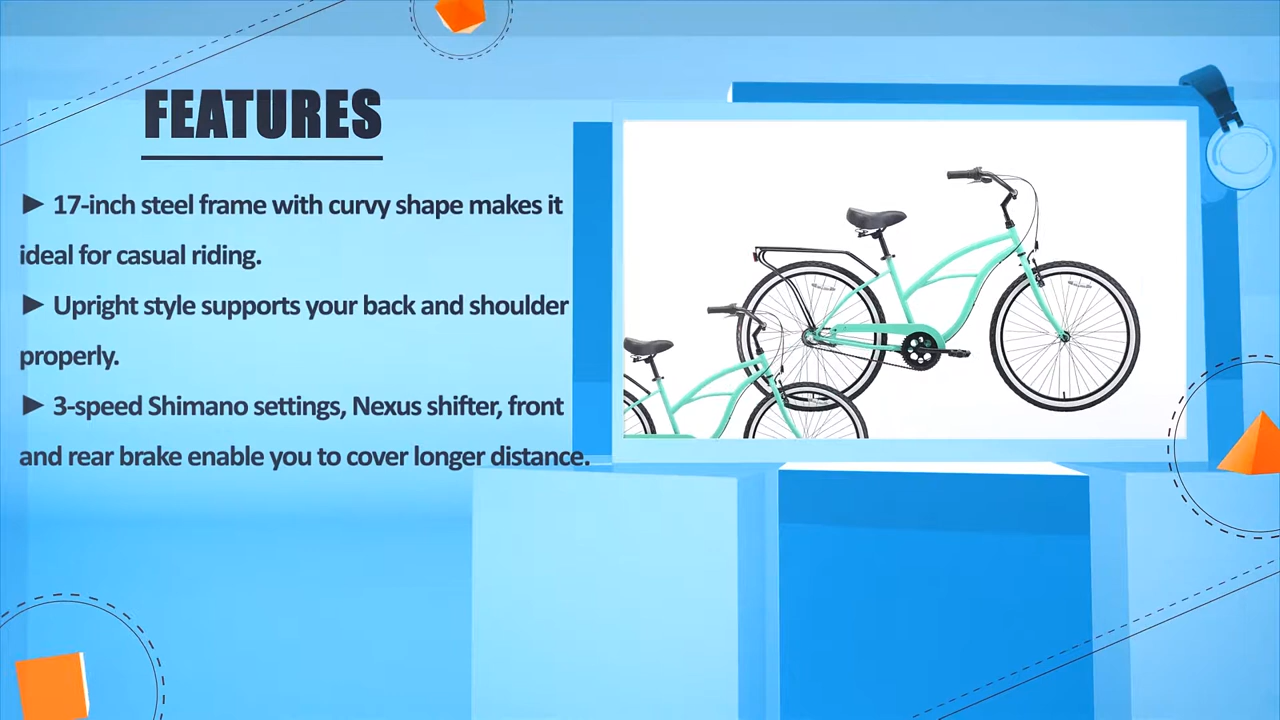 FEATURES
► 17-inch steel frame with curvy shape makes it
ideal for casual riding.
► Upright style supports your back and shoulder
properly.
► 3-speed Shimano settings, Nexus shifter, front
and rear brake enable you to cover longer distance.